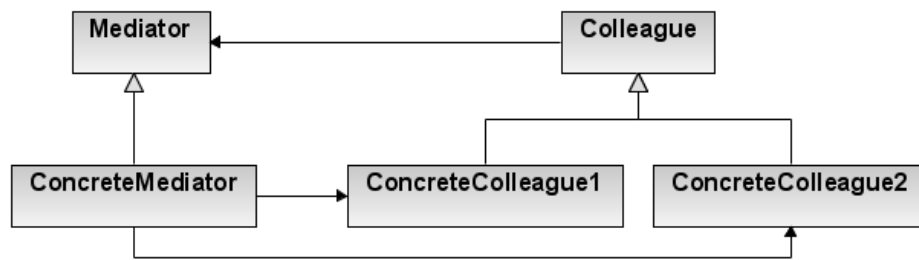 Mediator
Colleague
ConcreteMediator
ConcreteColleague1
ConcreteColleague2